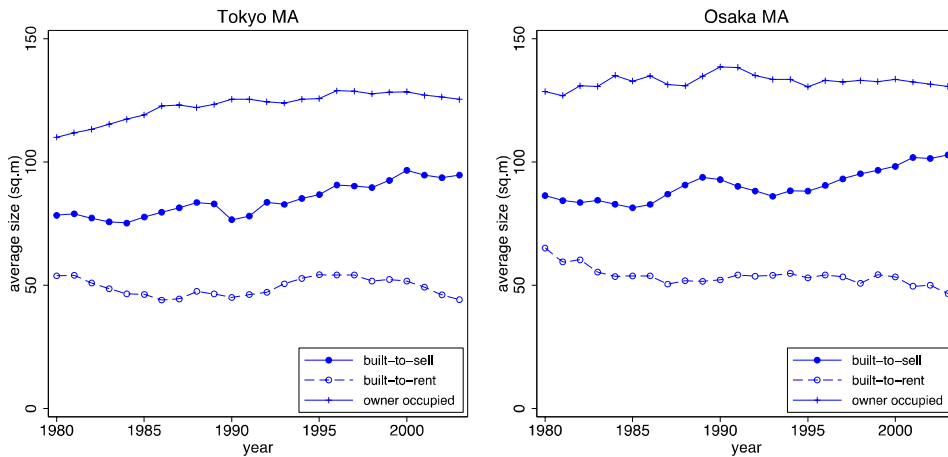 Tokyo MA
average size (sq.m)
150
100
50
0
built-to-sell
built-to-rent
owner occupied
1980 1985 1990 1995 2000
year
Osaka MA
average size (sq.m)
150
100
50
0
built-to-sell
built-to-rent
owner occupied
1980 1985 1990 1995 2000
year